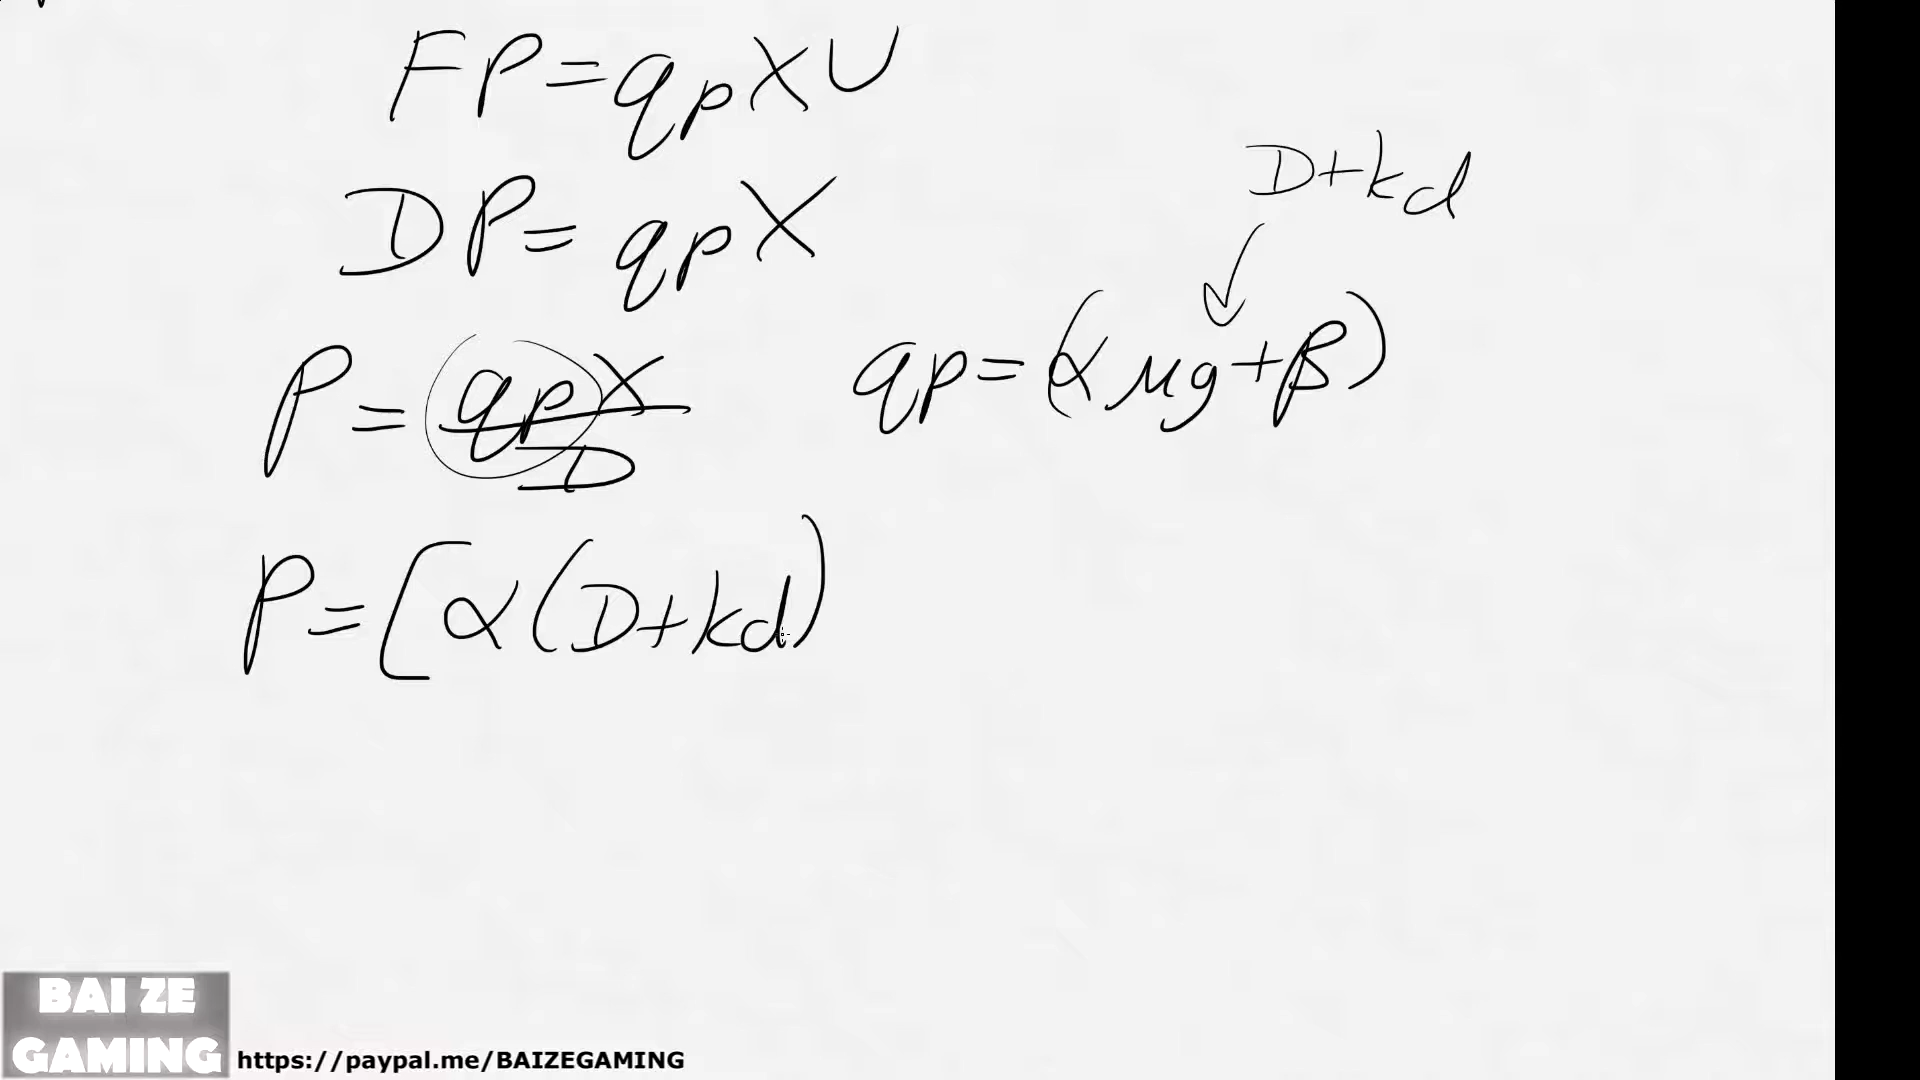 FP = qp X V
DP = qp X
D+kd
P = qp X / D
qp = (α μg + β)
P = [α (D+kd)
BAI ZE
GAMING
https://paypal.me/BAIZEGAMING